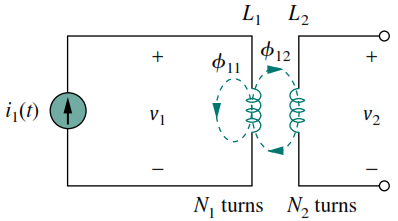 L₁ L₂
+ ϕ₁₁ ϕ₁₂ +
i₁(t) v₁ v₂
– –
N₁ turns N₂ turns